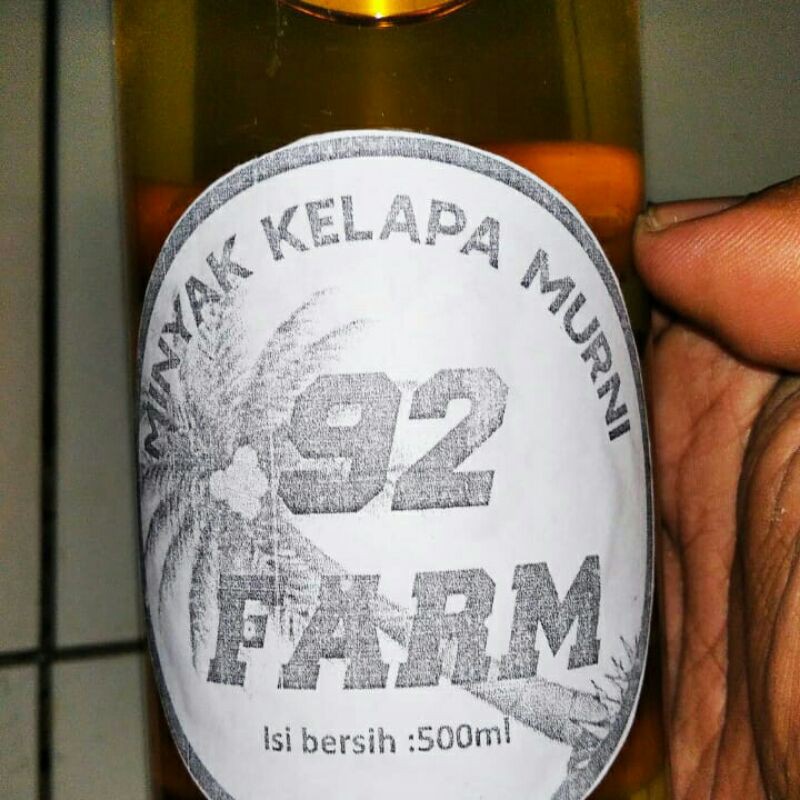 MINYAK KELAPA MURNI
92
FARM
Isi bersih :500ml